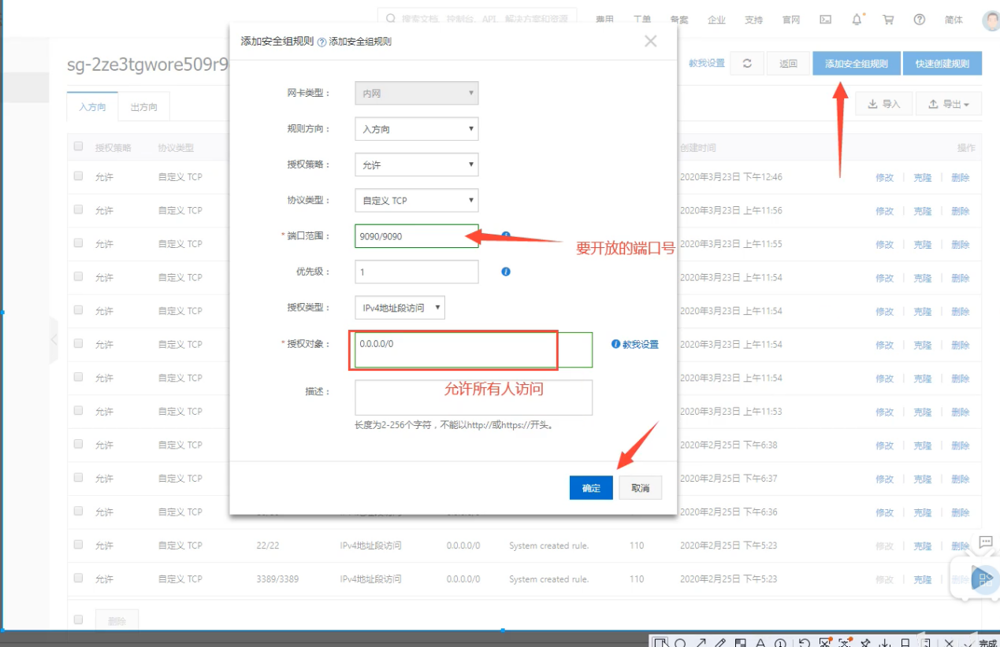 搜索文档、控制台、API、解决方案和资源 费用 工单 备案 企业 支持 官网 简体
添加安全组规则 添加安全组规则
sg-2ze3tgwore509r9
教我设置 返回 添加安全组规则 快速创建规则
入方向 出方向
导入 导出
授权策略 协议类型 创建时间 操作
网卡类型： 内网
规则方向： 入方向
授权策略： 允许
协议类型： 自定义 TCP
* 端口范围： 9090/9090
要开放的端口号
优先级： 1
授权类型： IPv4地址段访问
* 授权对象： 0.0.0.0/0 教我设置
允许所有人访问
描述：
长度为2-256个字符，不能以http://或https://开头。
确定 取消
允许 自定义 TCP 2020年3月23日 下午12:46 修改 克隆 删除
允许 自定义 TCP 2020年3月23日 上午11:56 修改 克隆 删除
允许 自定义 TCP 2020年3月23日 上午11:55 修改 克隆 删除
允许 自定义 TCP 2020年3月23日 上午11:54 修改 克隆 删除
允许 自定义 TCP 2020年3月23日 上午11:54 修改 克隆 删除
允许 自定义 TCP 2020年3月23日 上午11:54 修改 克隆 删除
允许 自定义 TCP 2020年3月23日 上午11:54 修改 克隆 删除
允许 自定义 TCP 2020年3月23日 上午11:53 修改 克隆 删除
允许 自定义 TCP 2020年2月25日 下午6:38 修改 克隆 删除
允许 自定义 TCP 2020年2月25日 下午6:37 修改 克隆 删除
允许 自定义 TCP 2020年2月25日 下午6:36 修改 克隆 删除
允许 自定义 TCP 22/22 IPv4地址段访问 0.0.0.0/0 System created rule. 110 2020年2月25日 下午5:23 修改 克隆 删除
允许 自定义 TCP 3389/3389 IPv4地址段访问 0.0.0.0/0 System created rule. 110 2020年2月25日 下午5:23 修改 克隆 删除
删除
完成